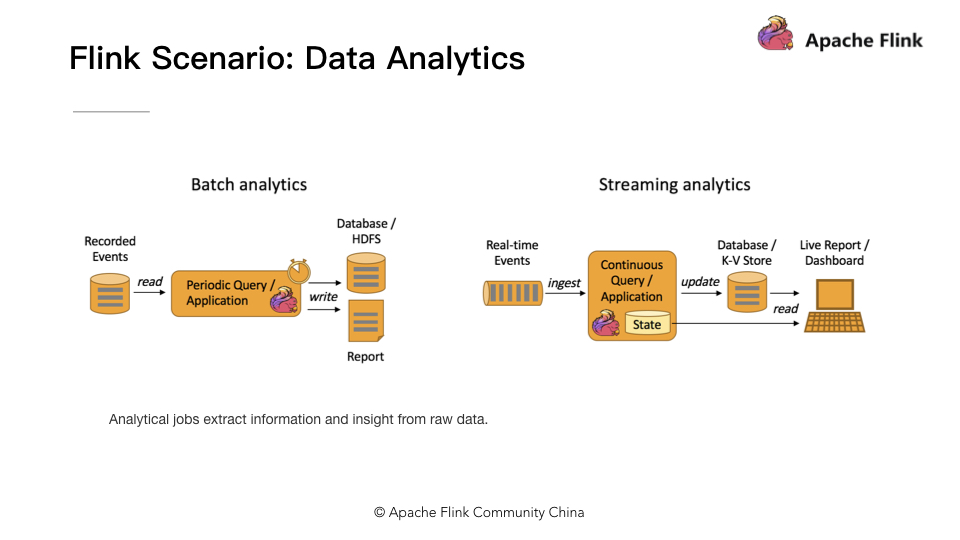 Flink Scenario: Data Analytics
Apache Flink
Batch analytics
Recorded
Events
read
Periodic Query /
Application
write
Database /
HDFS
Report
Streaming analytics
Real-time
Events
ingest
Continuous
Query /
Application
State
update
Database /
K-V Store
read
Live Report /
Dashboard
Analytical jobs extract information and insight from raw data.
© Apache Flink Community China